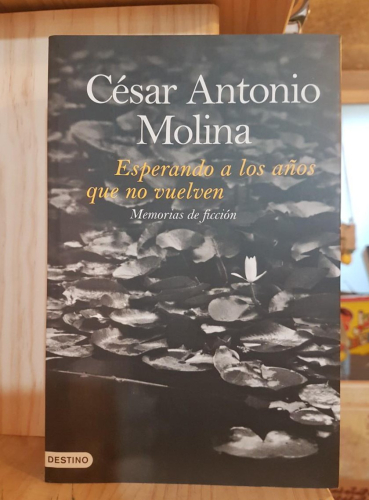 César Antonio
Molina
Esperando a los años
que no vuelven
Memorias de ficción
DESTINO